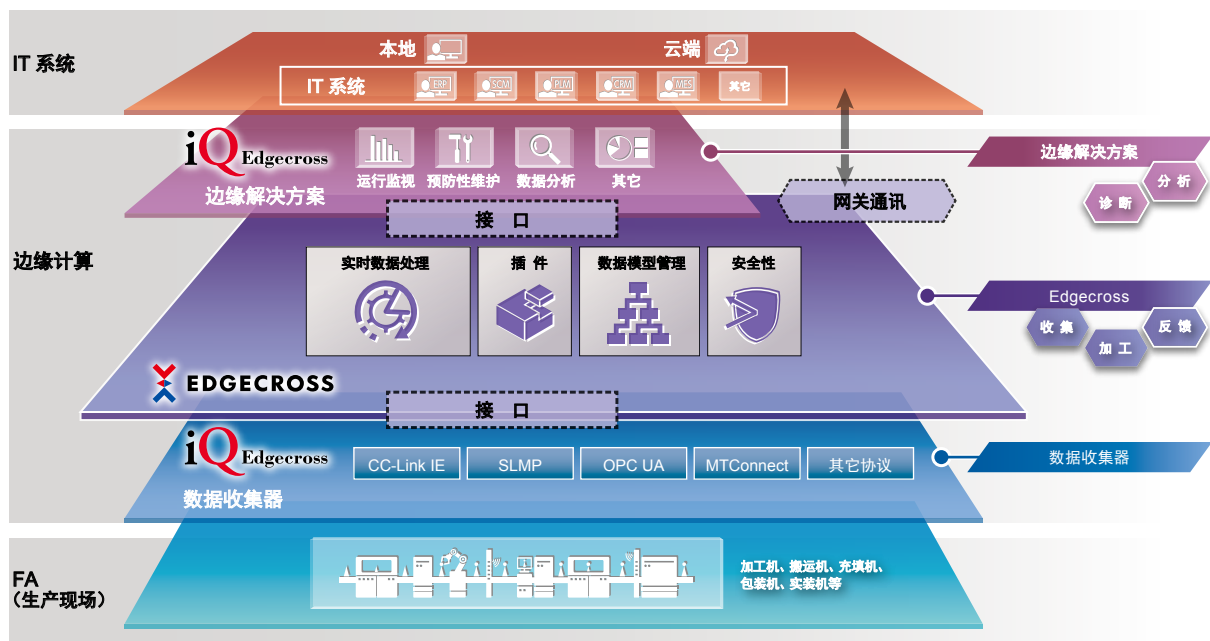 IT 系统
本地
云端
IT 系统
ERP
SCM
PLM
CRM
MES
其它
iQ Edgecross
边缘解决方案
运行监视
预防性维护
数据分析
其它
边缘解决方案
分析
诊断
接 口
网关通讯
边缘计算
实时数据处理
插 件
数据模型管理
安全性
Edgecross
收集
加工
反馈
EDGECROSS
接 口
iQ Edgecross
数据收集器
CC-Link IE
SLMP
OPC UA
MTConnect
其它协议
数据收集器
FA
（生产现场）
加工机、搬运机、充填机、
包装机、实装机等